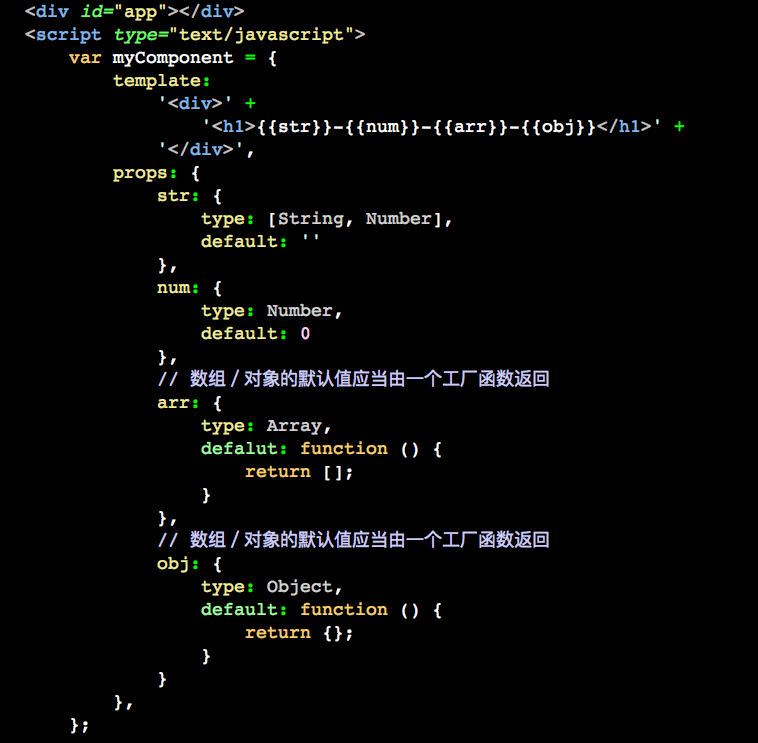 <div id="app"></div>
<script type="text/javascript">
    var myComponent = {
        template:
            '<div>' +
                '<h1>{{str}}-{{num}}-{{arr}}-{{obj}}</h1>' +
            '</div>',
        props: {
            str: {
                type: [String, Number],
                default: ''
            },
            num: {
                type: Number,
                default: 0
            },
            // 数组/对象的默认值应当由一个工厂函数返回
            arr: {
                type: Array,
                defalut: function () {
                    return [];
                }
            },
            // 数组/对象的默认值应当由一个工厂函数返回
            obj: {
                type: Object,
                default: function () {
                    return {};
                }
            }
        },
    };